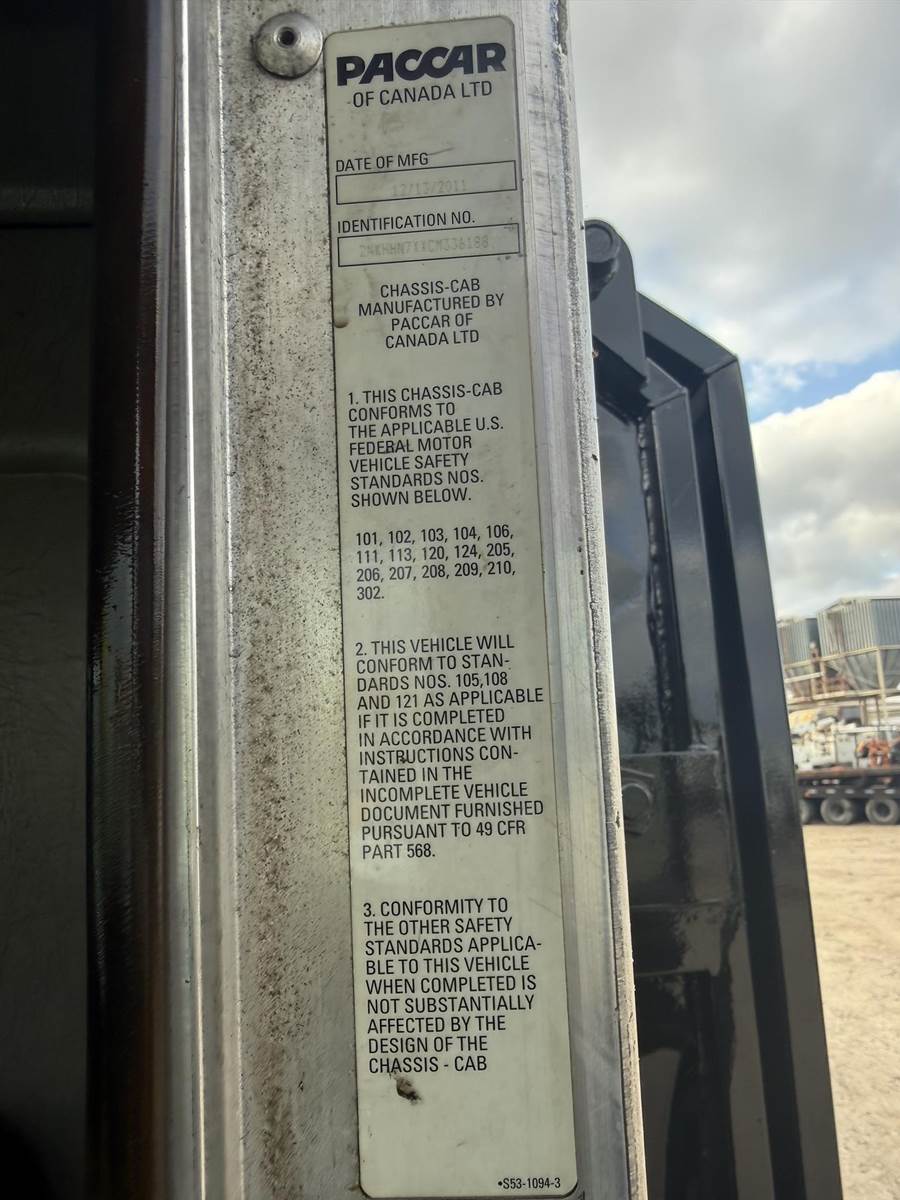 PACCAR
OF CANADA LTD
DATE OF MFG
12/13/2011
IDENTIFICATION NO.
CHASSIS-CAB
MANUFACTURED BY
PACCAR OF
CANADA LTD
1. THIS CHASSIS-CAB
CONFORMS TO
THE APPLICABLE U.S.
FEDERAL MOTOR
VEHICLE SAFETY
STANDARDS NOS.
SHOWN BELOW.
101, 102, 103, 104, 106,
111, 113, 120, 124, 205,
206, 207, 208, 209, 210,
302.
2. THIS VEHICLE WILL
CONFORM TO STAN-
DARDS NOS. 105,108
AND 121 AS APPLICABLE
IF IT IS COMPLETED
IN ACCORDANCE WITH
INSTRUCTIONS CON-
TAINED IN THE
INCOMPLETE VEHICLE
DOCUMENT FURNISHED
PURSUANT TO 49 CFR
PART 568.
3. CONFORMITY TO
THE OTHER SAFETY
STANDARDS APPLICA-
BLE TO THIS VEHICLE
WHEN COMPLETED IS
NOT SUBSTANTIALLY
AFFECTED BY THE
DESIGN OF THE
CHASSIS - CAB
•S53-1094-3